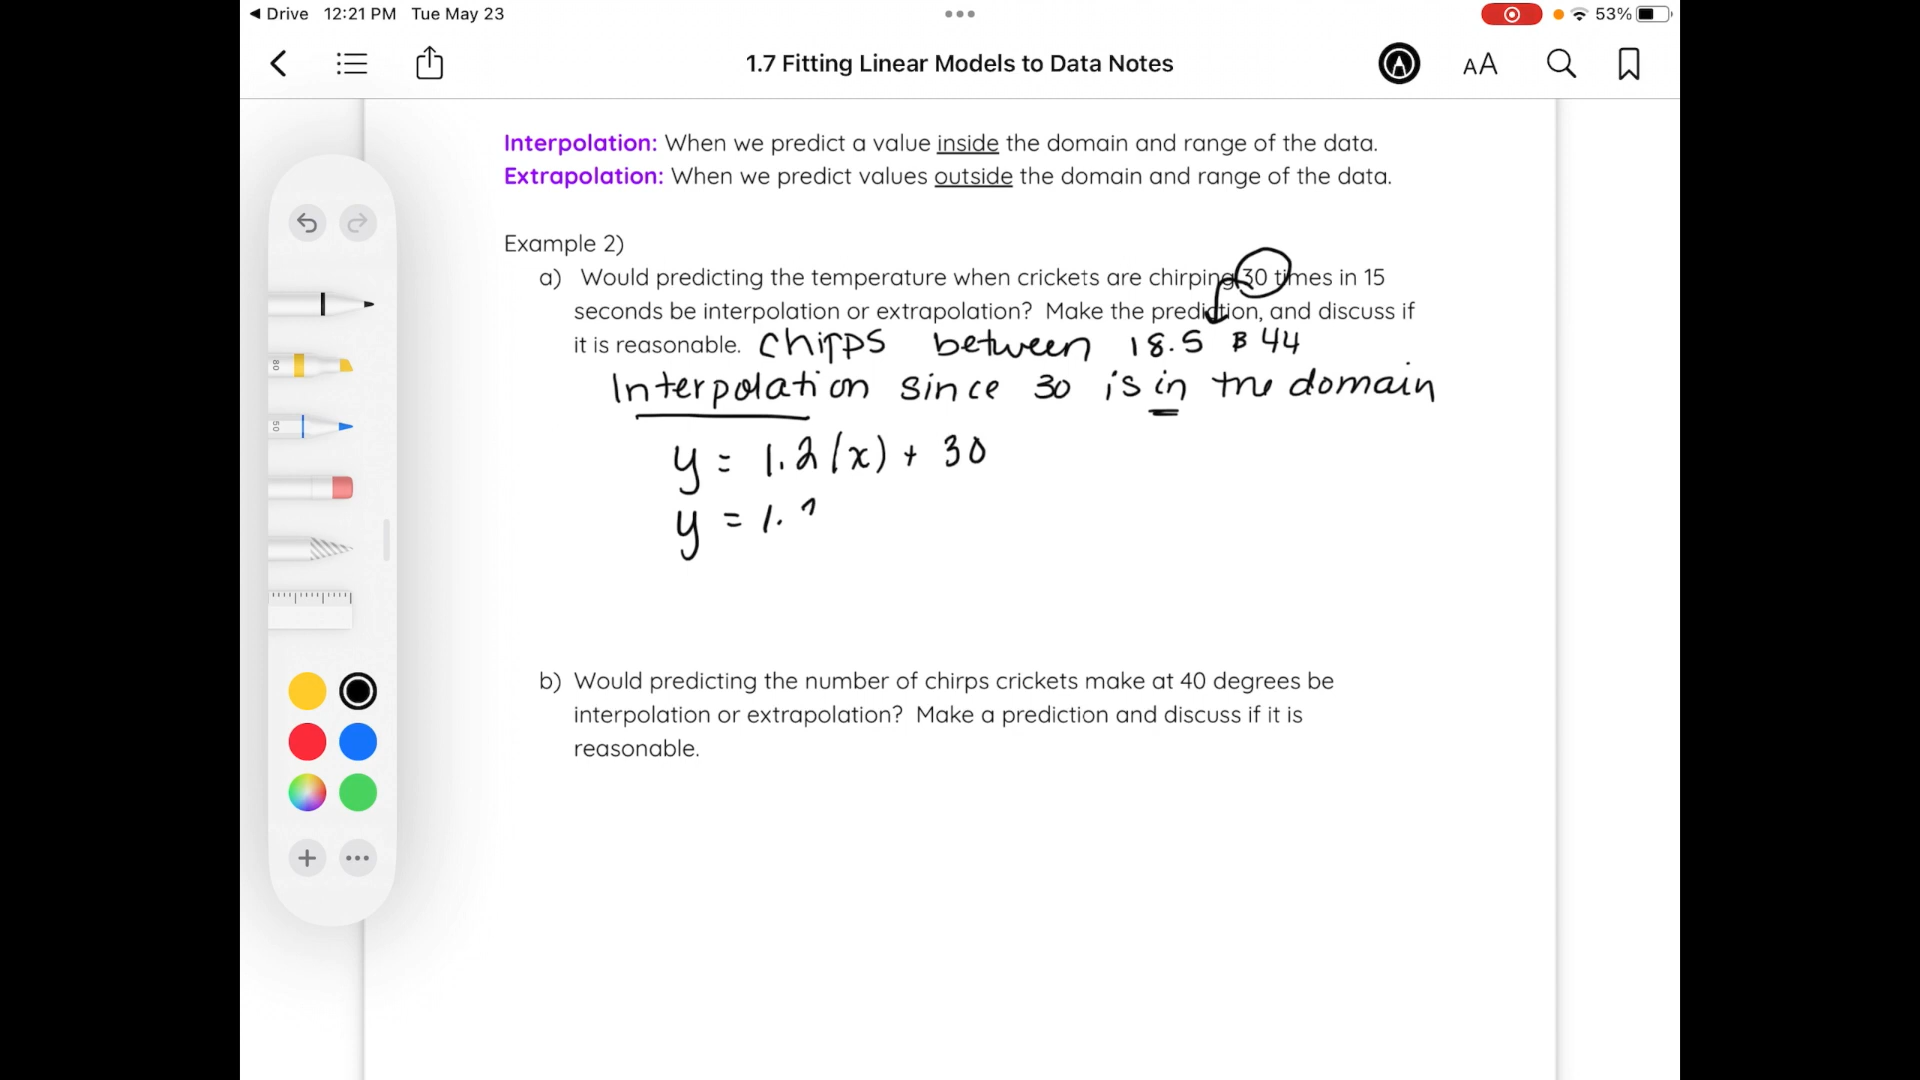 Drive 12:21 PM Tue May 23
53%
1.7 Fitting Linear Models to Data Notes
AA
Interpolation: When we predict a value inside the domain and range of the data.
Extrapolation: When we predict values outside the domain and range of the data.
Example 2)
a) Would predicting the temperature when crickets are chirping 30 times in 15
seconds be interpolation or extrapolation? Make the prediction, and discuss if
it is reasonable. Chirps between 18.5 & 44
Interpolation since 30 is in the domain
y = 1.2(x) + 30
y = 1.
80
50
b) Would predicting the number of chirps crickets make at 40 degrees be
interpolation or extrapolation? Make a prediction and discuss if it is
reasonable.